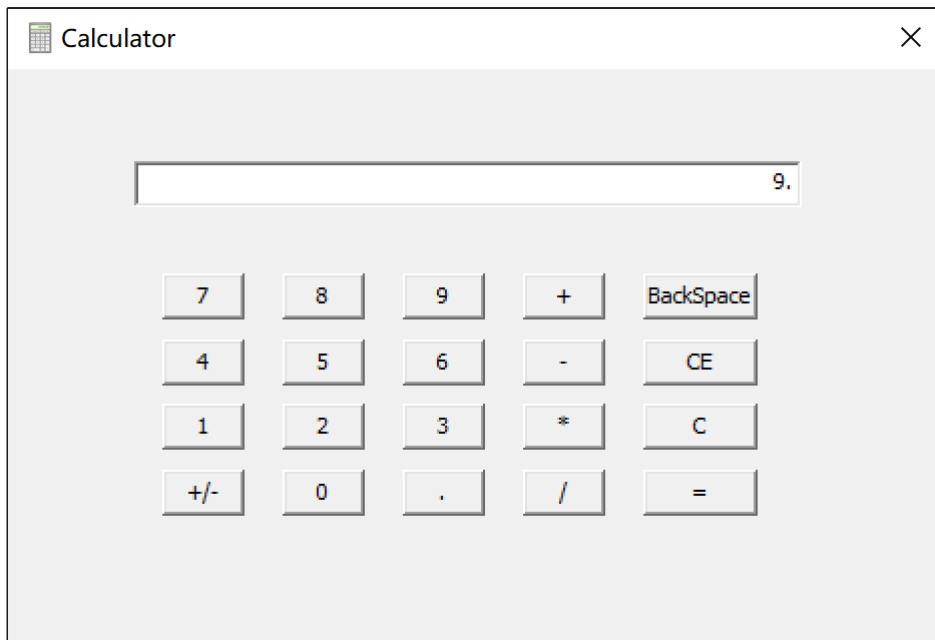 Calculator
9.
7 8 9 + BackSpace
4 5 6 - CE
1 2 3 * C
+/- 0 . / =